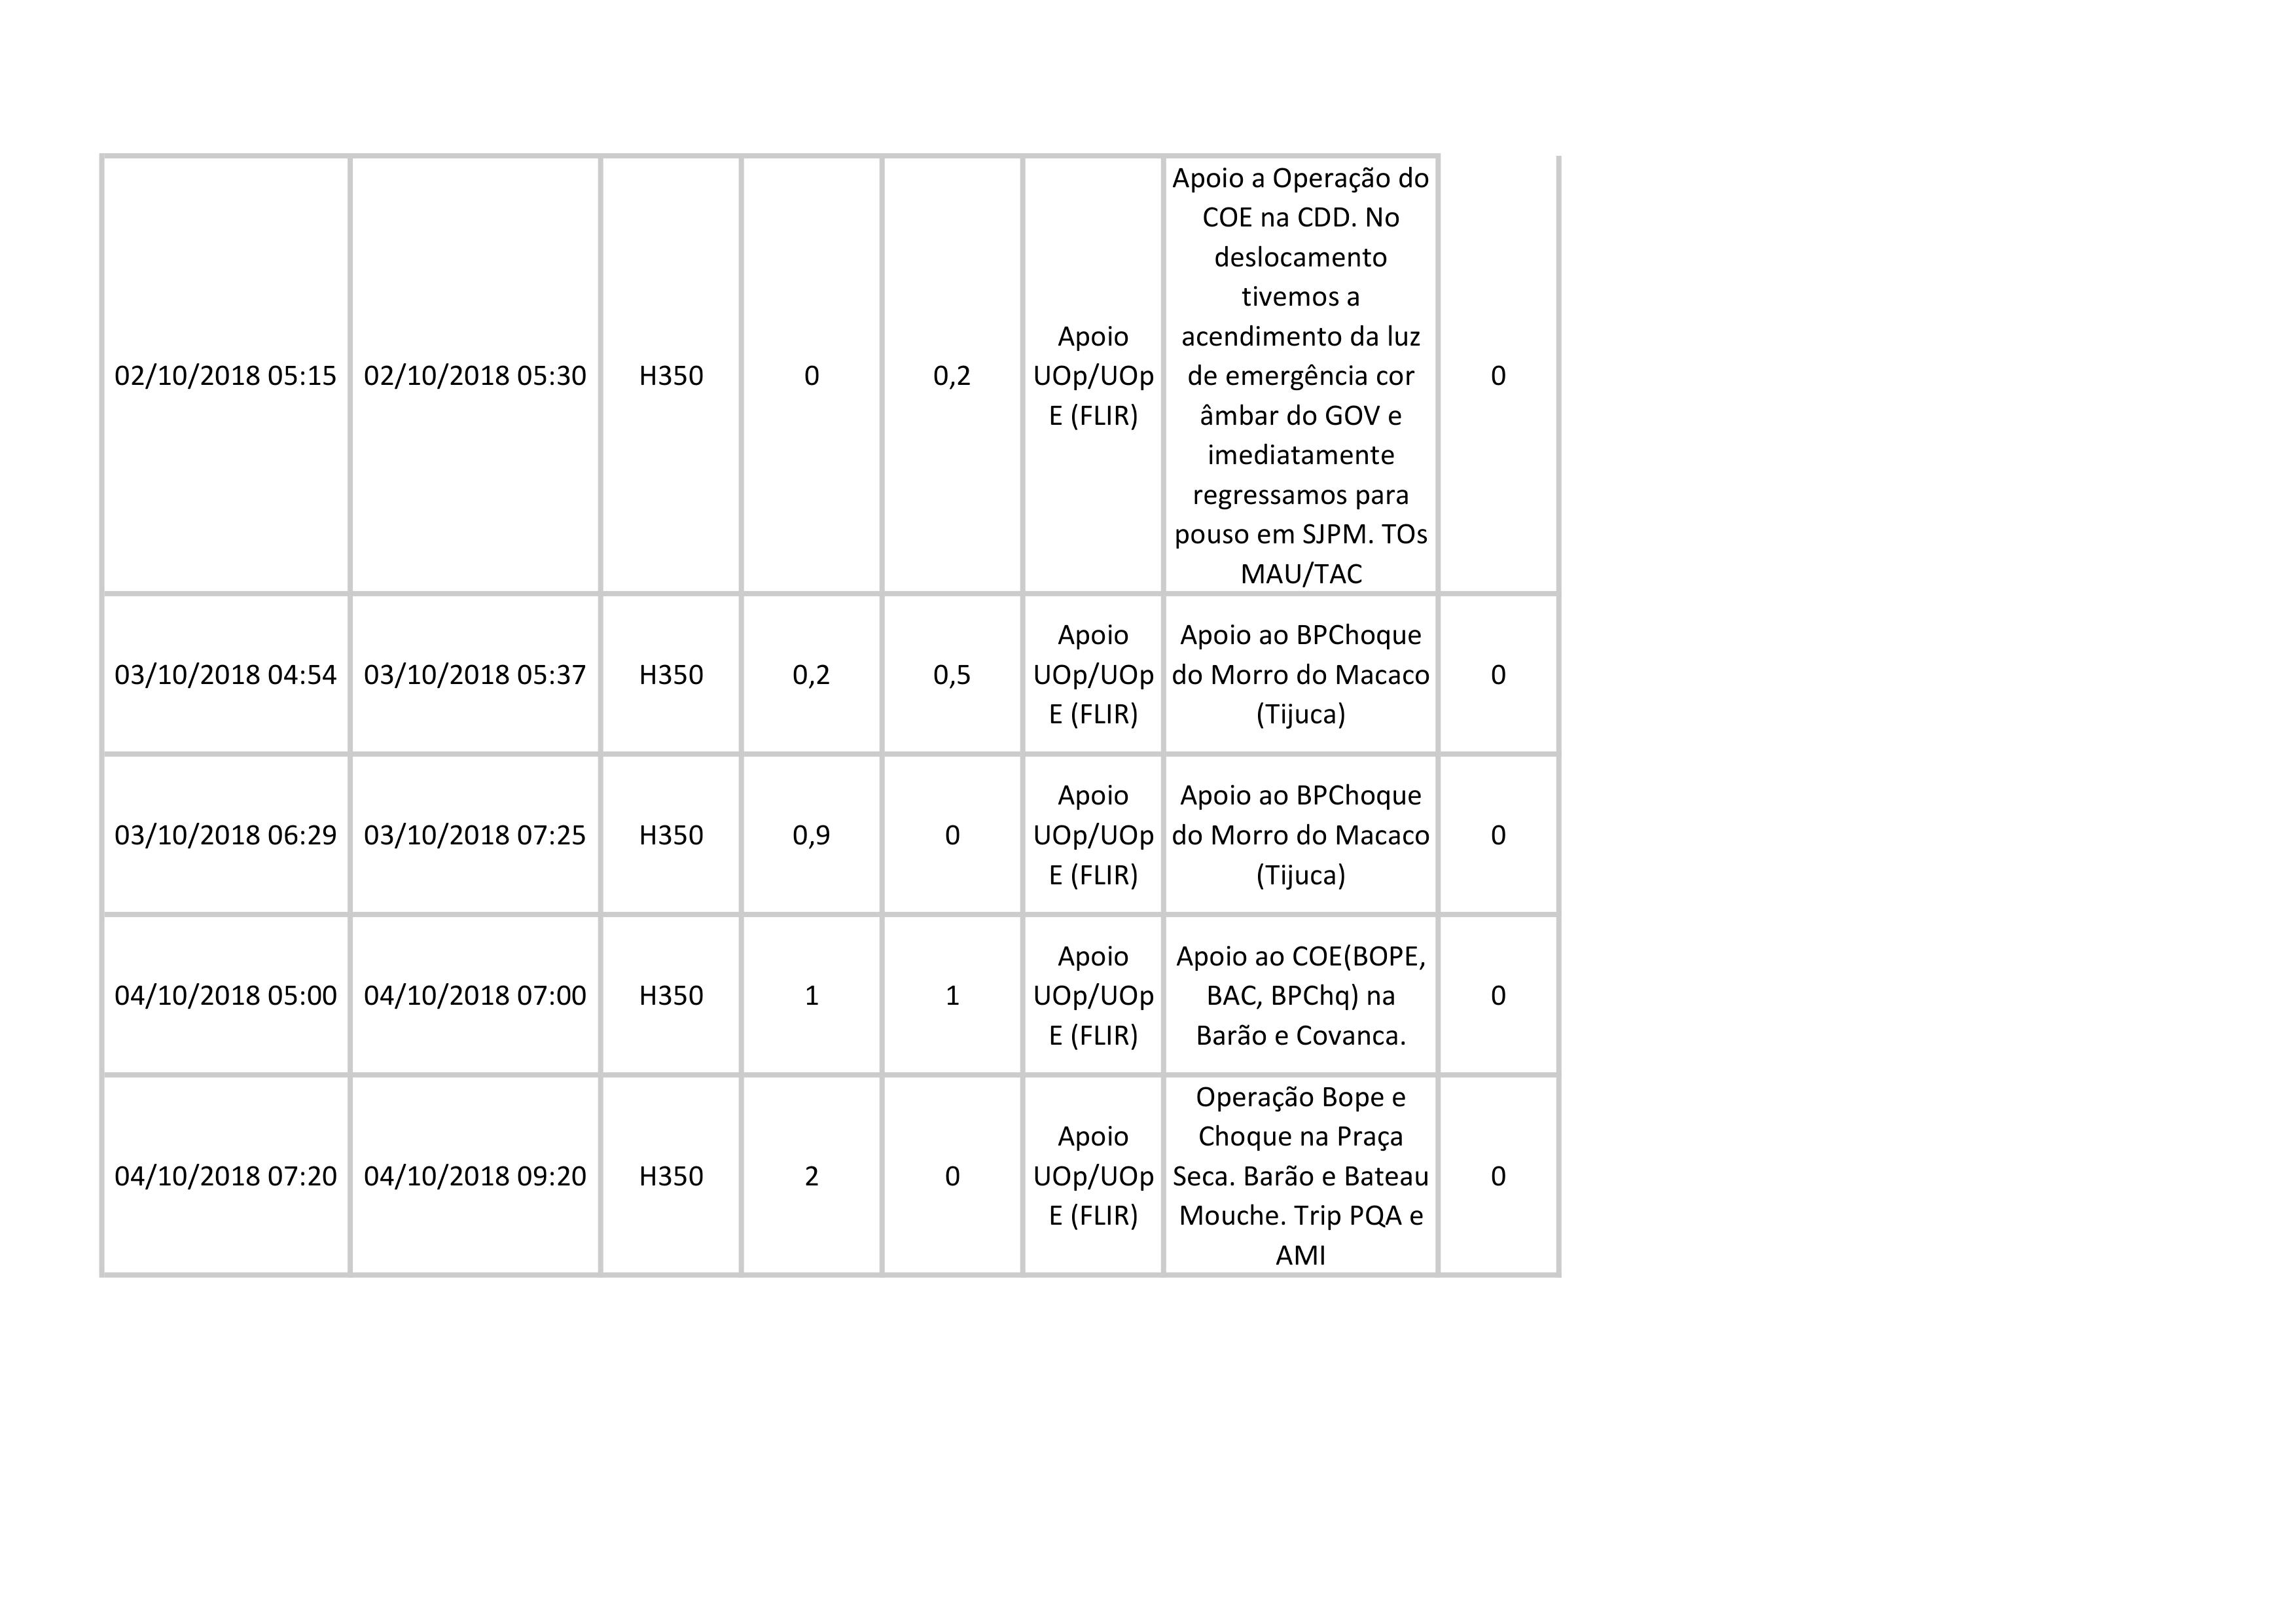 Apoio a Operação do
COE na CDD. No
deslocamento
tivemos a
acendimento da luz
de emergência cor
âmbar do GOV e
imediatamente
regressamos para
pouso em SJPM. TOs
MAU/TAC
02/10/2018 05:15 02/10/2018 05:30 H350 0 0,2
Apoio
UOp/UOp
E (FLIR)
0
03/10/2018 04:54 03/10/2018 05:37 H350 0,2 0,5
Apoio
UOp/UOp
E (FLIR)
Apoio ao BPChoque
do Morro do Macaco
(Tijuca)
0
03/10/2018 06:29 03/10/2018 07:25 H350 0,9 0
Apoio
UOp/UOp
E (FLIR)
Apoio ao BPChoque
do Morro do Macaco
(Tijuca)
0
04/10/2018 05:00 04/10/2018 07:00 H350 1 1
Apoio
UOp/UOp
E (FLIR)
Apoio ao COE(BOPE,
BAC, BPChq) na
Barão e Covanca.
0
04/10/2018 07:20 04/10/2018 09:20 H350 2 0
Apoio
UOp/UOp
E (FLIR)
Operação Bope e
Choque na Praça
Seca. Barão e Bateau
Mouche. Trip PQA e
AMI
0